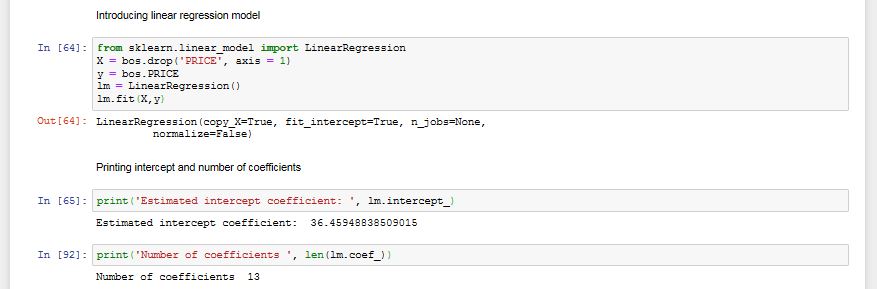 Introducing linear regression model
In [64]: from sklearn.linear_model import LinearRegression
X = bos.drop('PRICE', axis = 1)
y = bos.PRICE
lm = LinearRegression()
lm.fit(X,y)
Out[64]: LinearRegression(copy_X=True, fit_intercept=True, n_jobs=None,
normalize=False)
Printing intercept and number of coefficients
In [65]: print('Estimated intercept coefficient: ', lm.intercept_)
Estimated intercept coefficient:  36.45948838509015
In [92]: print('Number of coefficients ', len(lm.coef_))
Number of coefficients  13